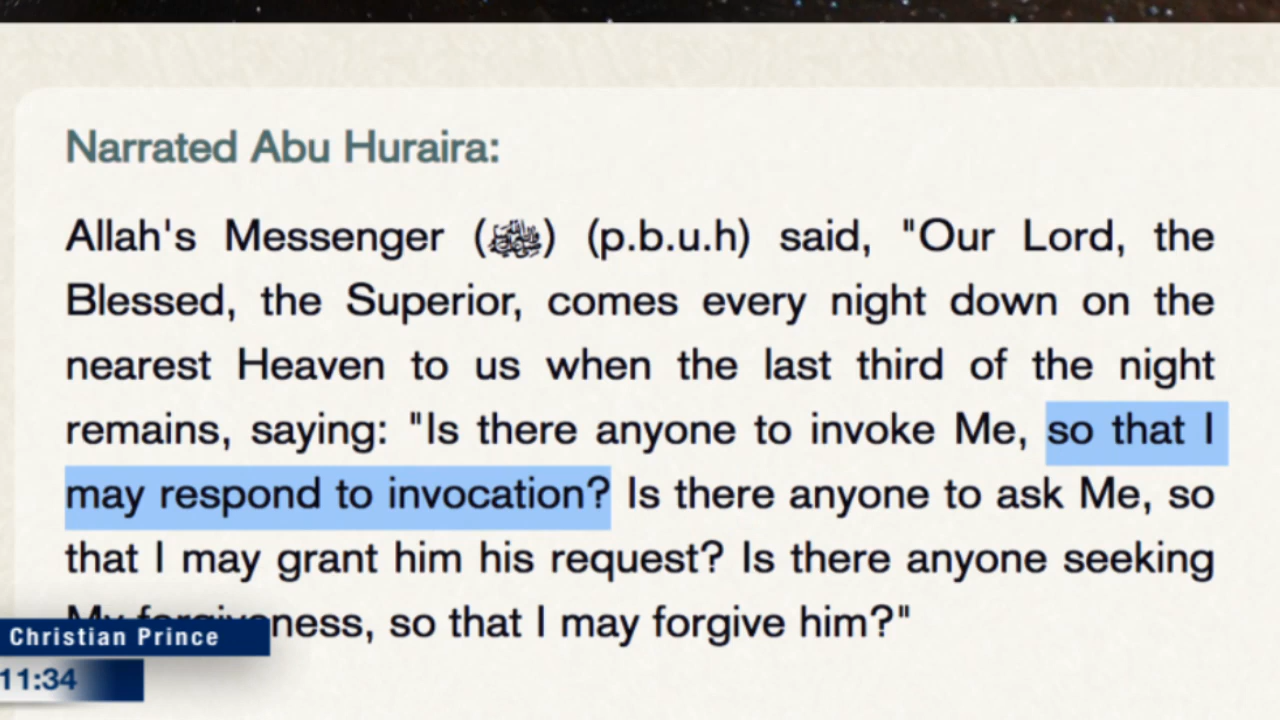 Narrated Abu Huraira:
Allah's Messenger (ﷺ) (p.b.u.h) said, "Our Lord, the
Blessed, the Superior, comes every night down on the
nearest Heaven to us when the last third of the night
remains, saying: "Is there anyone to invoke Me, so that I
may respond to invocation? Is there anyone to ask Me, so
that I may grant him his request? Is there anyone seeking
My forgiveness, so that I may forgive him?"
Christian Prince
11:34